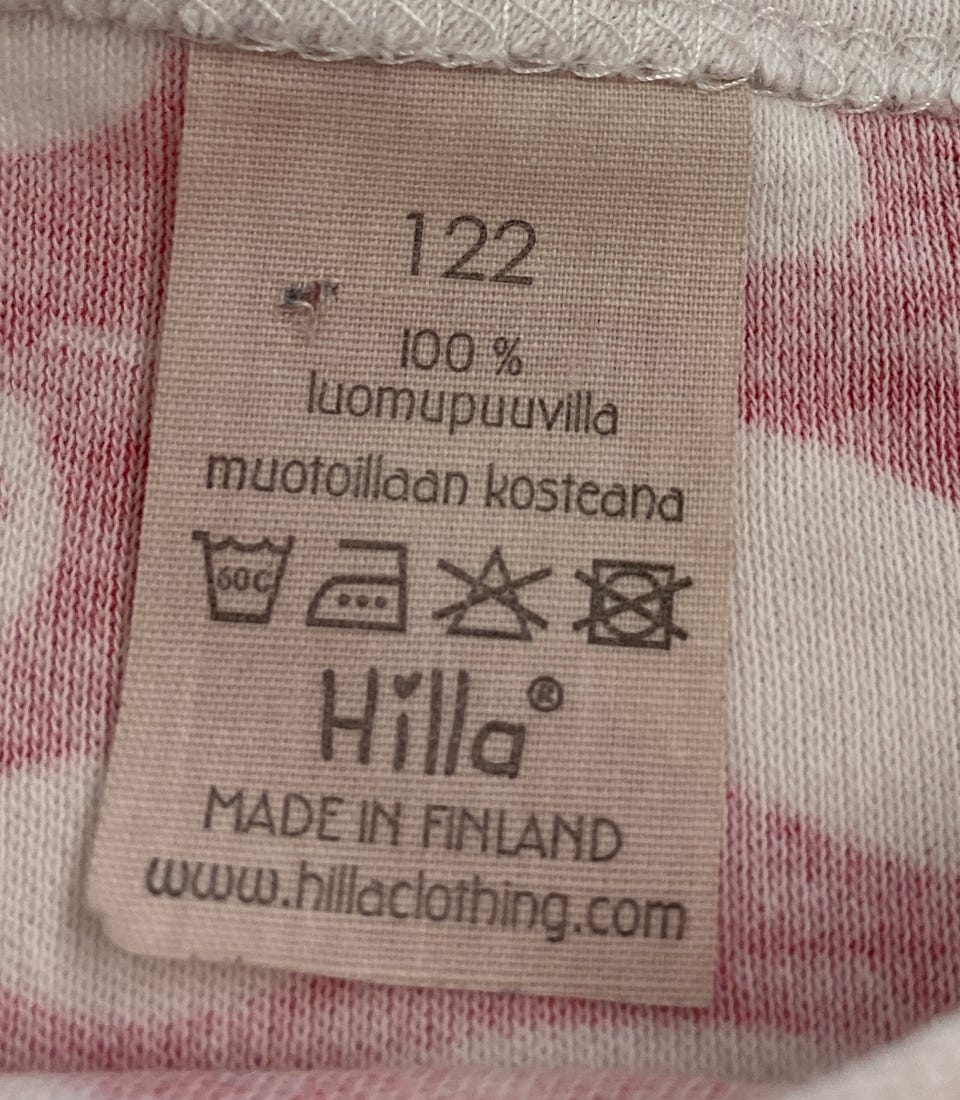 122
100 %
luomupuuvilla
muotoillaan kosteana
60C
Hilla®
MADE IN FINLAND
www.hillaclothing.com